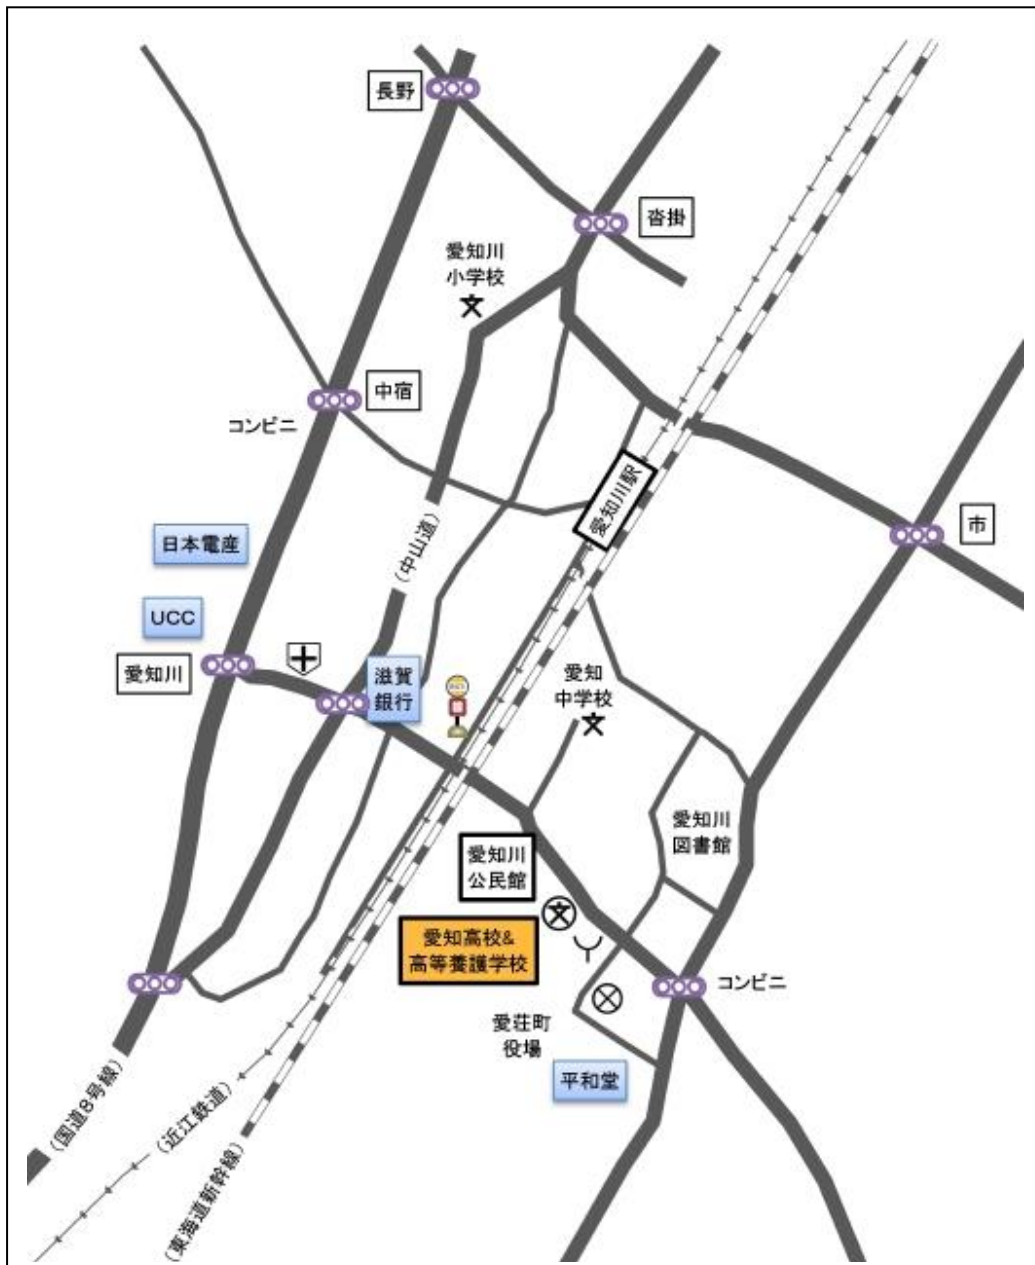 長野
沓掛
愛知川
小学校
中宿
コンビニ
愛知川駅
市
日本電産
(中山道)
UCC
愛知川
滋賀
銀行
愛知
中学校
愛知川
図書館
愛知川
公民館
愛知高校&
高等養護学校
コンビニ
愛荘町
役場
平和堂
(国道8号線)
(近江鉄道)
(東海道新幹線)